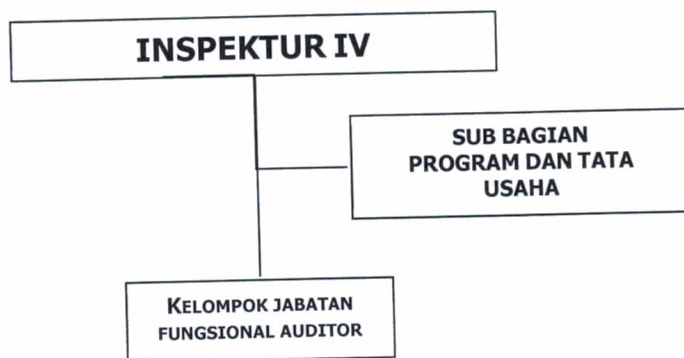 INSPEKTUR IV
SUB BAGIAN
PROGRAM DAN TATA
USAHA
KELOMPOK JABATAN
FUNGSIONAL AUDITOR